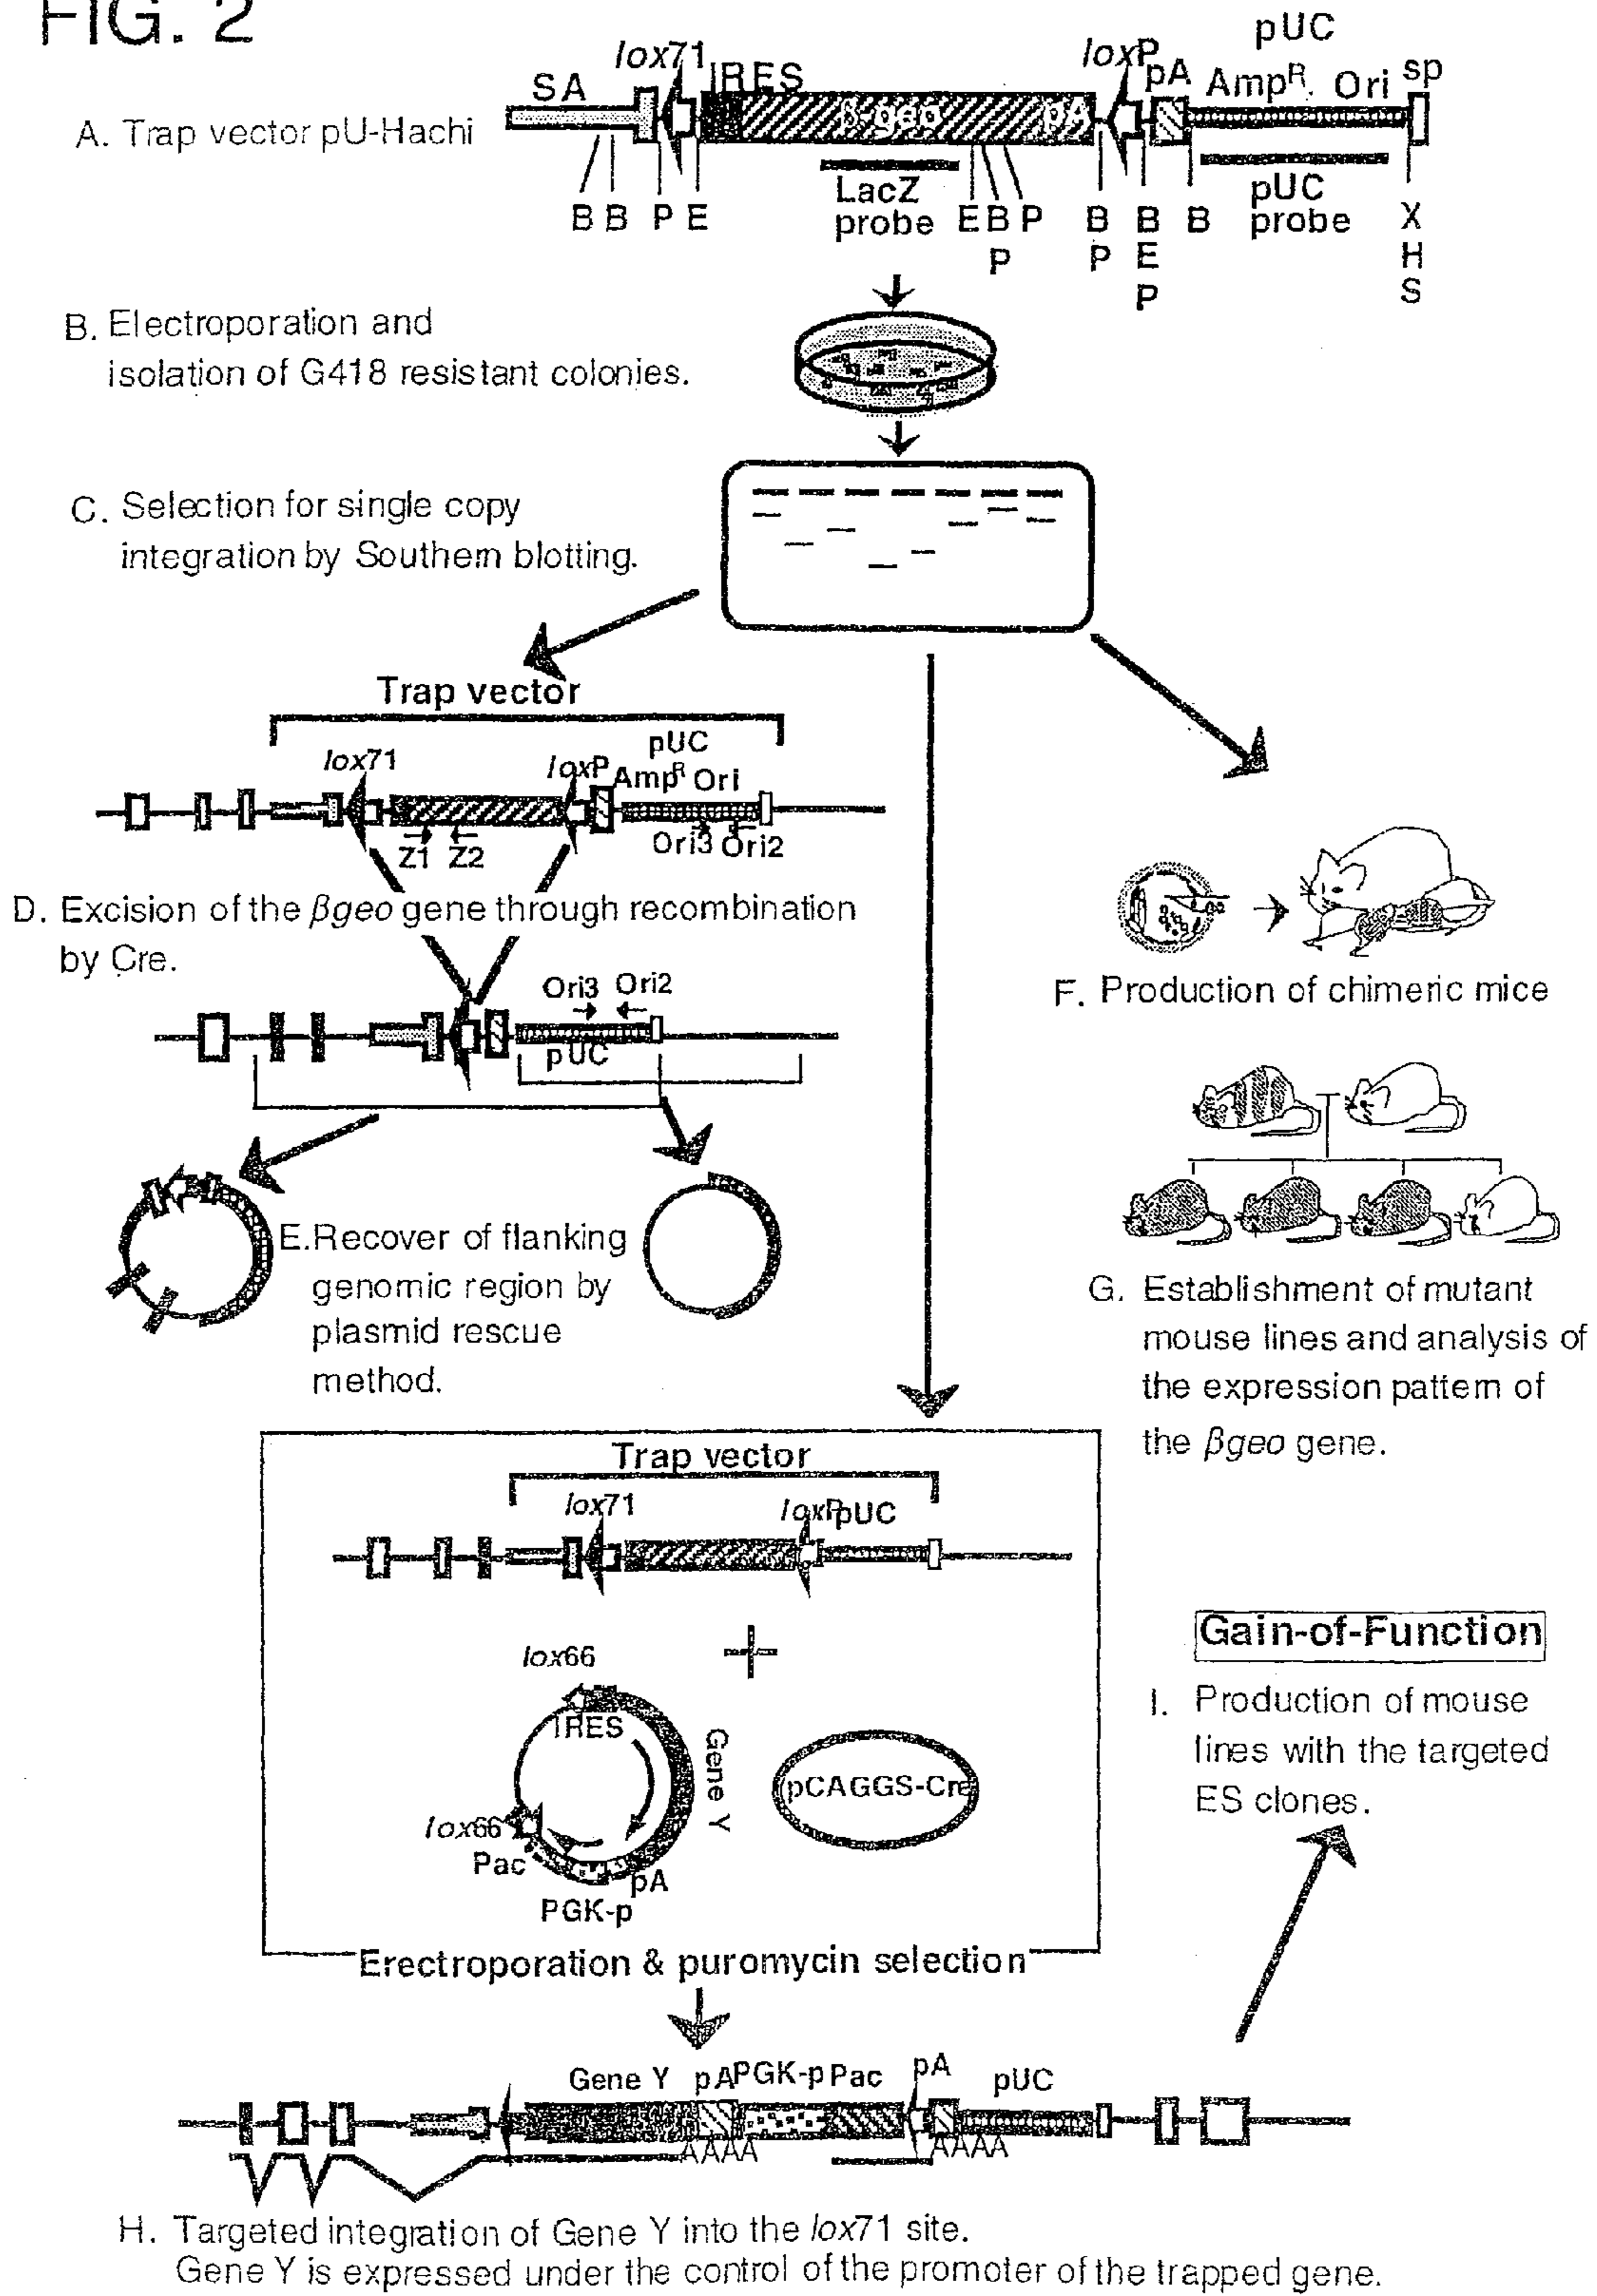 FIG. 2
pUC
lox71 IRES loxP pA AmpR. Ori sp
SA
A. Trap vector pU-Hachi
β-geo pA
LacZ
probe
pUC
probe
B B P E E B P B B B X
P P E H
P S
B. Electroporation and
isolation of G418 resistant colonies.
C. Selection for single copy
integration by Southern blotting.
Trap vector
lox71 loxP pUC
AmpR Ori
Z1 Z2 Ori3 Ori2
D. Excision of the βgeo gene through recombination
by Cre.
Ori3 Ori2
pUC
E.Recover of flanking
genomic region by
plasmid rescue
method.
F. Production of chimeric mice
G. Establishment of mutant
mouse lines and analysis of
the expression pattern of
the βgeo gene.
Trap vector
lox71 loxP pUC
lox66
IRES
Gene Y
pCAGGS-Cre
lox66
Pac
pA
PGK-p
Erectroporation & puromycin selection
Gain-of-Function
I. Production of mouse
lines with the targeted
ES clones.
Gene Y pA PGK-p Pac pA pUC
AAAA AAAA
H. Targeted integration of Gene Y into the lox71 site.
Gene Y is expressed under the control of the promoter of the trapped gene.